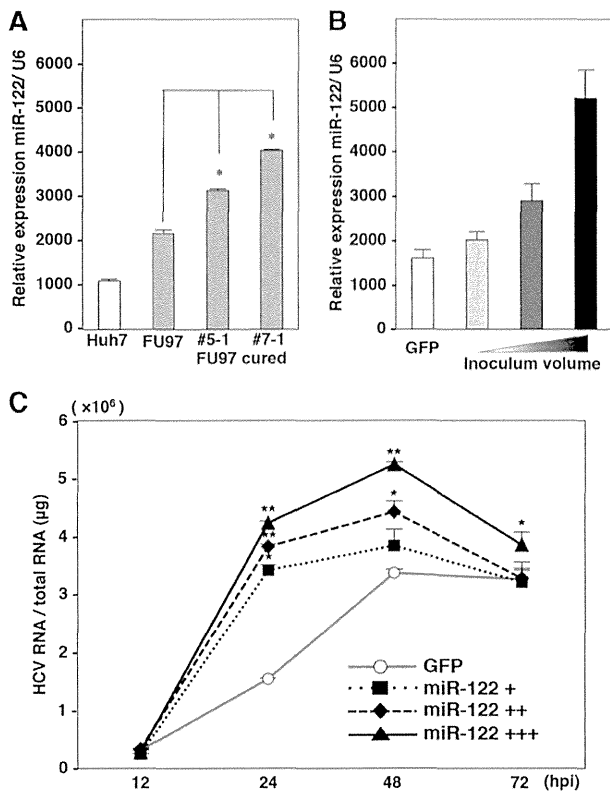 A
Relative expression miR-122/ U6
6000
5000
4000
3000
2000
1000
0
*
*
Huh7
FU97
#5-1
#7-1
FU97 cured
B
Relative expression miR-122/ U6
6000
5000
4000
3000
2000
1000
0
GFP
Inoculum volume
C
(×10⁶)
HCV RNA / total RNA (µg)
6
5
4
3
2
1
0
★★
★★
★
★★
★
★
GFP
miR-122 +
miR-122 ++
miR-122 +++
12
24
48
72
(hpi)